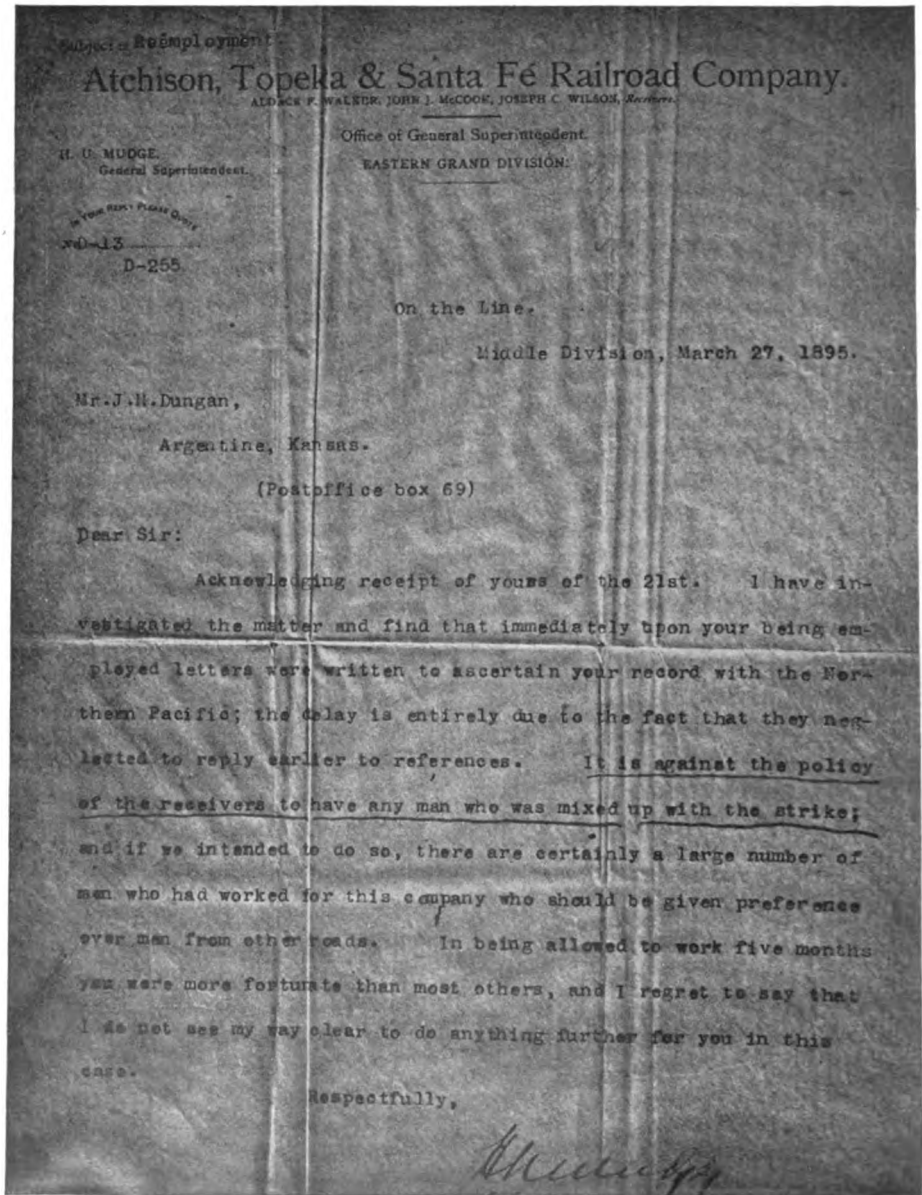 Subject: Reemployment.
Atchison, Topeka & Santa Fé Railroad Company.
ALDACE F. WALKER, JOHN J. McCOOK, JOSEPH C. WILSON, Receivers.
Office of General Superintendent.
EASTERN GRAND DIVISION.
H. U. MUDGE,
General Superintendent.
IN YOUR REPLY PLEASE QUOTE
No D-13
D-255
On the Line.
Middle Division, March 27, 1895.
Mr.J.M.Dungan,
Argentine, Kansas.
(Postoffice box 69)
Dear Sir:
Acknowledging receipt of yours of the 21st. I have in-
vestigated the matter and find that immediately upon your being em-
ployed letters were written to ascertain your record with the Nor-
thern Pacific; the delay is entirely due to the fact that they neg-
lected to reply earlier to references. It is against the policy
of the receivers to have any man who was mixed up with the strike;
and if we intended to do so, there are certainly a large number of
men who had worked for this company who should be given preference
over men from other roads. In being allowed to work five months
you were more fortunate than most others, and I regret to say that
I do not see my way clear to do anything further for you in this
case.
Respectfully,